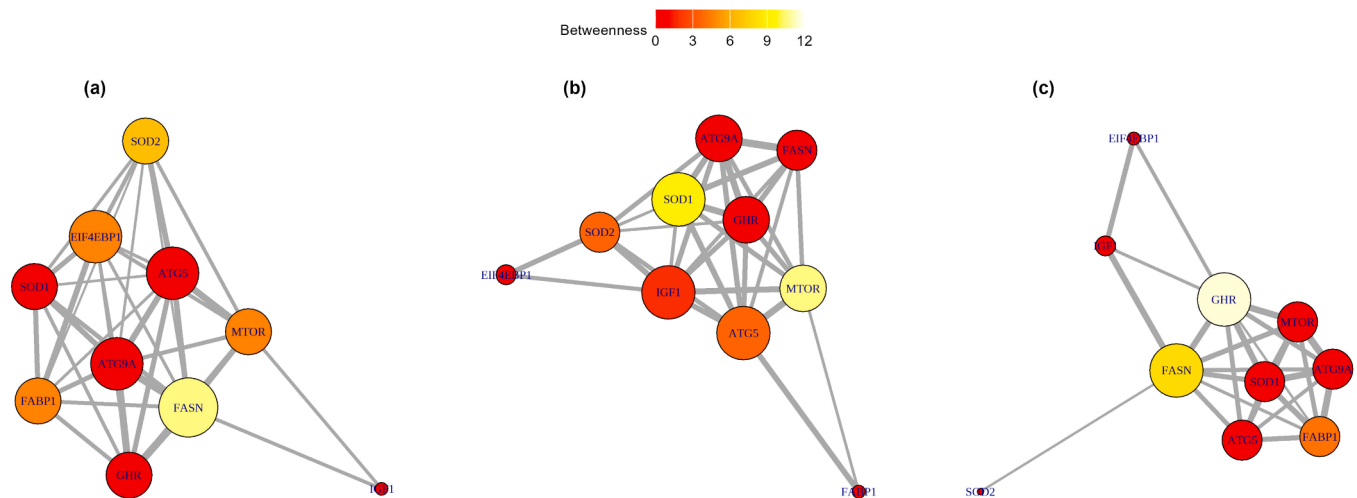 Betweenness
0 3 6 9 12
(a) (b) (c)
SOD2
EIF4EBP1
ATG5
SOD1
MTOR
ATG9A
FABP1
FASN
GHR
IGF1
ATG9A
FASN
SOD1
GHR
SOD2
EIF4EBP1
IGF1
MTOR
ATG5
FABP1
EIF4EBP1
IGF1
GHR
MTOR
FASN
ATG9A
SOD1
FABP1
ATG5
SOD2